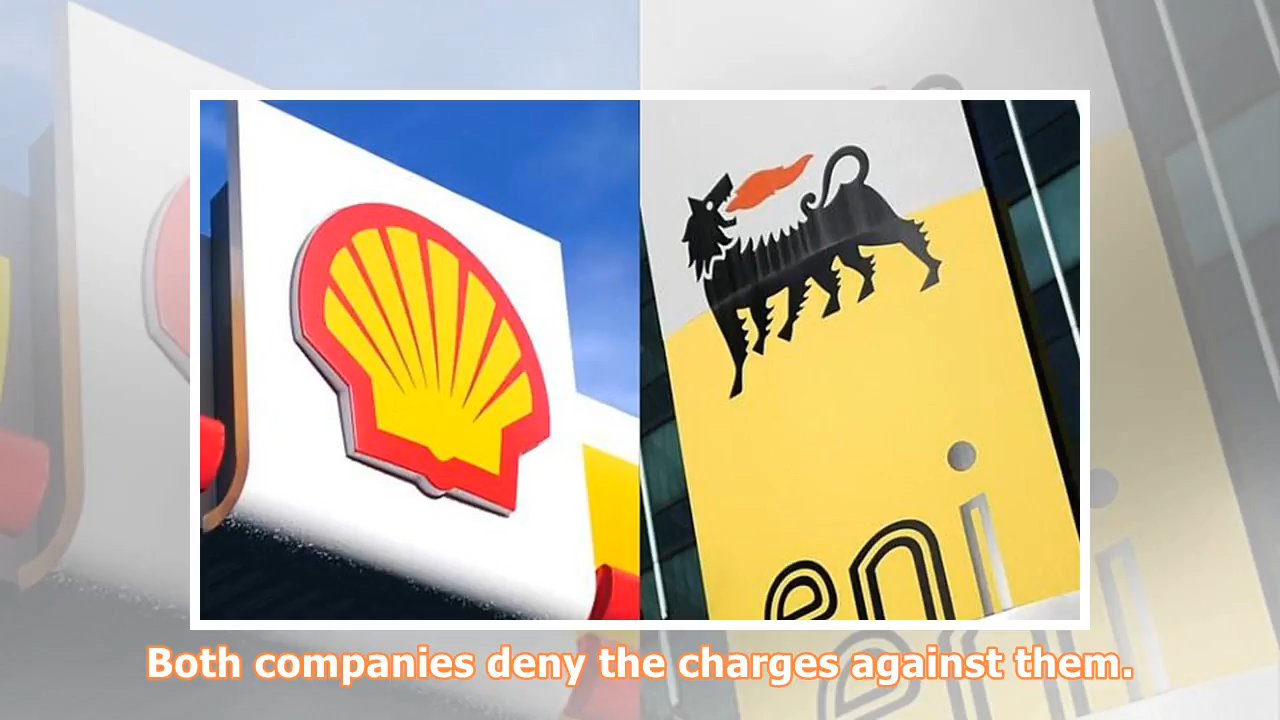 eni
Both companies deny the charges against them.